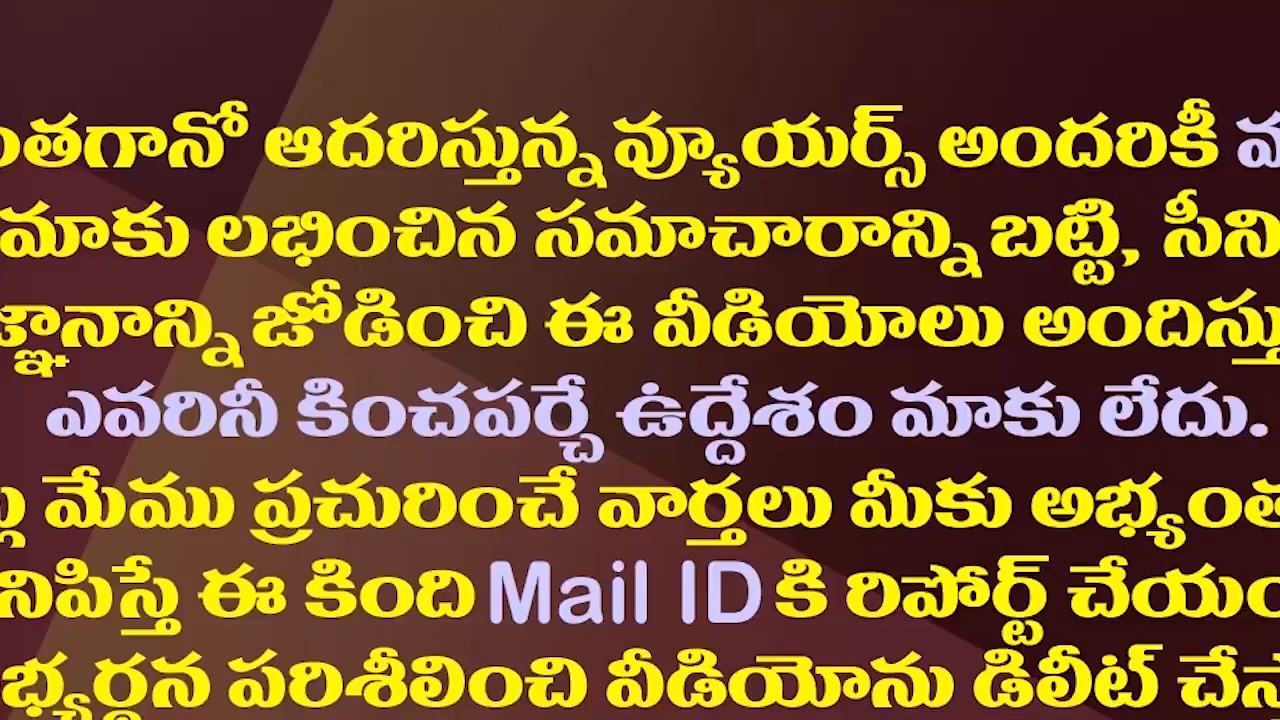 ంతగానో ఆదరిస్తున్న వ్యూయర్స్ అందరికీ
మాకు లభించిన సమాచారాన్ని బట్టి, సీని
జ్ఞానాన్ని జోడించి ఈ వీడియోలు అందిస్తు
ఎవరినీ కించపర్చే ఉద్దేశం మాకు లేదు.
మేము ప్రచురించే వార్తలు మీకు అభ్యంత
నిపిస్తే ఈ కింది Mail ID కి రిపోర్ట్ చేయం
భ్యర్థన పరిశీలించి వీడియోను డిలీట్ చేస